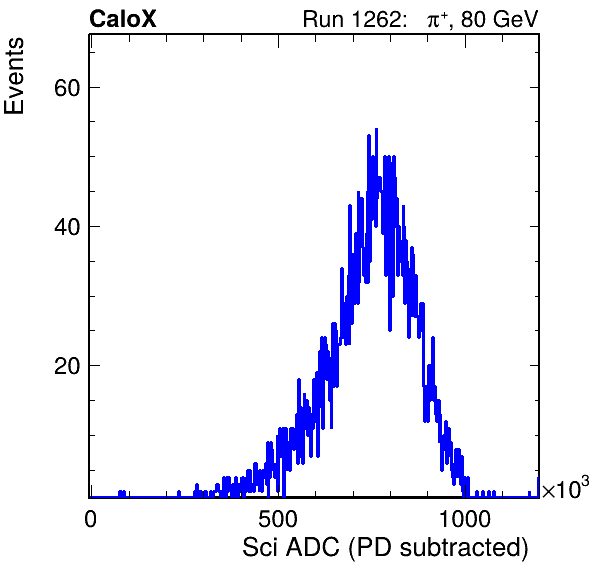 CaloX Run 1262: π⁺, 80 GeV
Events
60
40
20
0 500 1000 ×10³
Sci ADC (PD subtracted)